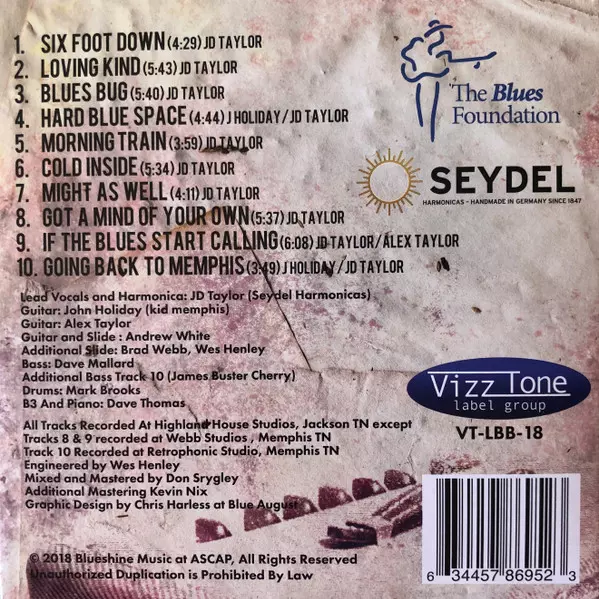 1. SIX FOOT DOWN (4:29) JD TAYLOR
2. LOVING KIND (5:43) JD TAYLOR
3. BLUES BUG (5:40) JD TAYLOR
4. HARD BLUE SPACE (4:44) J HOLIDAY/JD TAYLOR
5. MORNING TRAIN (3:59) JD TAYLOR
6. COLD INSIDE (5:34) JD TAYLOR
7. MIGHT AS WELL (4:11) JD TAYLOR
8. GOT A MIND OF YOUR OWN (5:37) JD TAYLOR
9. IF THE BLUES START CALLING (6:08) JD TAYLOR/ALEX TAYLOR
10. GOING BACK TO MEMPHIS (3:49) J HOLIDAY/JD TAYLOR
The Blues
Foundation
SEYDEL
HARMONICAS - HANDMADE IN GERMANY SINCE 1847
Lead Vocals and Harmonica: JD Taylor (Seydel Harmonicas)
Guitar: John Holiday (kid memphis)
Guitar: Alex Taylor
Guitar and Slide : Andrew White
Additional Slide: Brad Webb, Wes Henley
Bass: Dave Mallard
Additional Bass Track 10 (James Buster Cherry)
Drums: Mark Brooks
B3 And Piano: Dave Thomas
All Tracks Recorded At Highland House Studios, Jackson TN except
Tracks 8 & 9 recorded at Webb Studios , Memphis TN
Track 10 Recorded at Retrophonic Studio, Memphis TN
Engineered by Wes Henley
Mixed and Mastered by Don Srygley
Additional Mastering Kevin Nix
Graphic Design by Chris Harless at Blue August
Vizz Tone
label group
VT-LBB-18
© 2018 Blueshine Music at ASCAP, All Rights Reserved
Unauthorized Duplication is Prohibited By Law
6 34457 86952 3